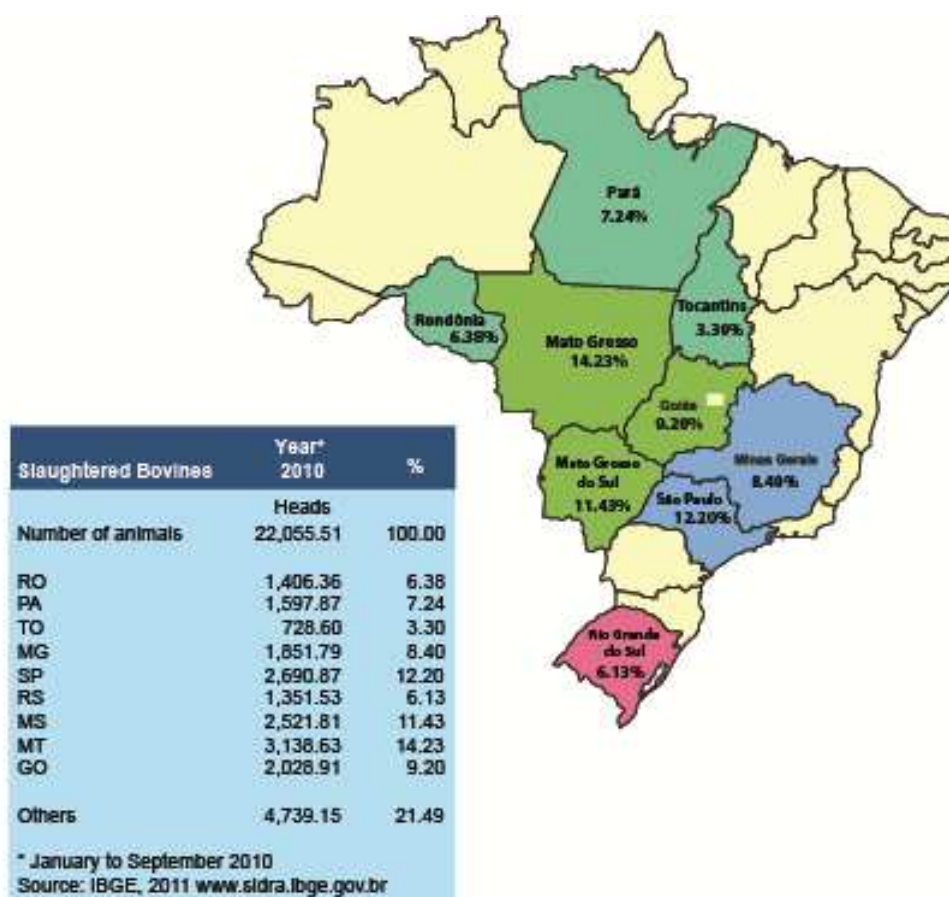 Pará
7.24%
Tocantins
3.30%
Rondônia
6.38%
Mato Grosso
14.23%
Goiás
9.20%
Minas Gerais
8.40%
Mato Grosso
do Sul
11.43%
São Paulo
12.20%
Rio Grande
do Sul
6.13%
Slaughtered Bovines Year* 2010 %
Heads
Number of animals 22,055.51 100.00
RO 1,406.36 6.38
PA 1,597.87 7.24
TO 728.60 3.30
MG 1,851.79 8.40
SP 2,690.87 12.20
RS 1,351.53 6.13
MS 2,521.81 11.43
MT 3,138.63 14.23
GO 2,028.91 9.20
Others 4,739.15 21.49
* January to September 2010
Source: IBGE, 2011 www.sidra.ibge.gov.br